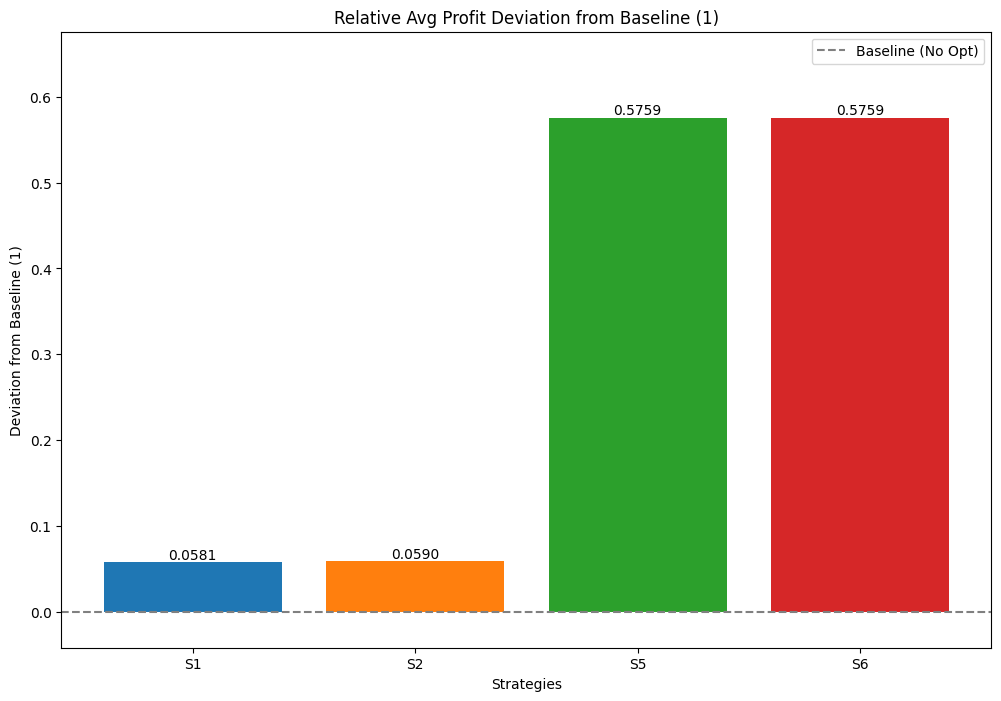 Relative Avg Profit Deviation from Baseline (1)
Baseline (No Opt)
Deviation from Baseline (1)
0.6
0.5
0.4
0.3
0.2
0.1
0.0
0.0581
0.0590
0.5759
0.5759
S1
S2
S5
S6
Strategies